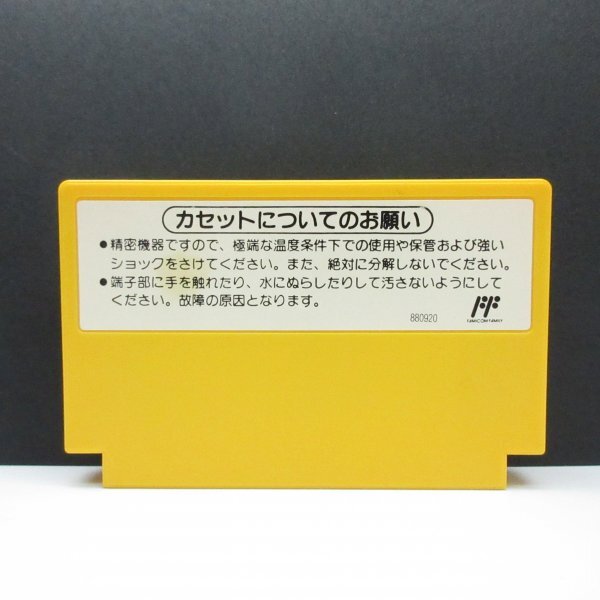 カセットについてのお願い
●精密機器ですので、極端な温度条件下での使用や保管および強い
ショックをさけてください。また、絶対に分解しないでください。
●端子部に手を触れたり、水にぬらしたりして汚さないようにして
ください。故障の原因となります。
880920
FAMICOM FAMILY